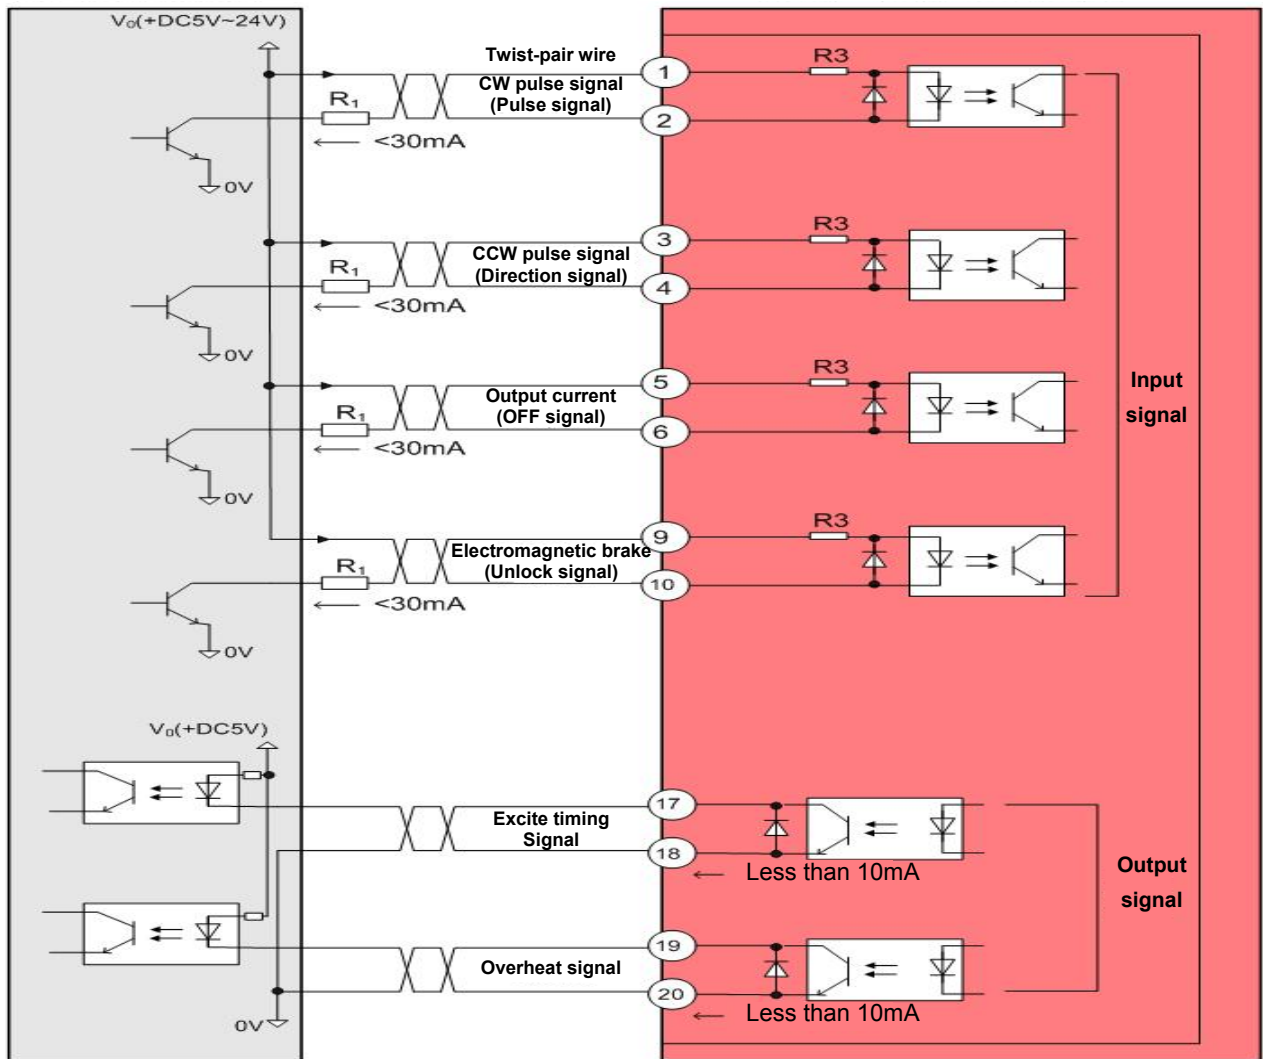 V₀(+DC5V~24V)
Twist-pair wire
CW pulse signal
(Pulse signal)
R₁
<30mA
0V
1
2
R3
CCW pulse signal
(Direction signal)
R₁
<30mA
0V
3
4
R3
Output current
(OFF signal)
R₁
<30mA
0V
5
6
R3
Input
signal
Electromagnetic brake
(Unlock signal)
R₁
<30mA
0V
9
10
R3
V₀(+DC5V)
Excite timing
Signal
17
18
Less than 10mA
Output
signal
Overheat signal
19
20
Less than 10mA
0V